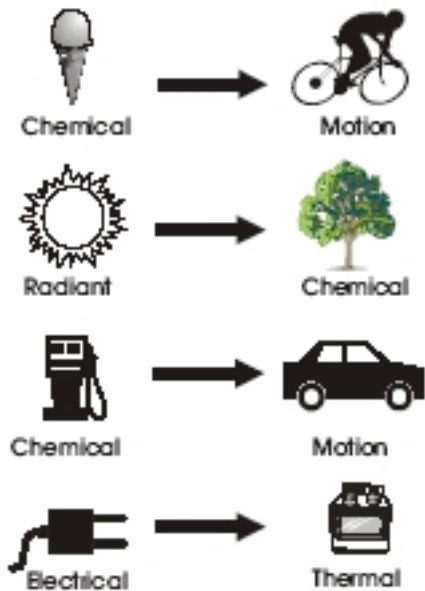 Chemical
Motion
Radiant
Chemical
Chemical
Motion
Electrical
Thermal